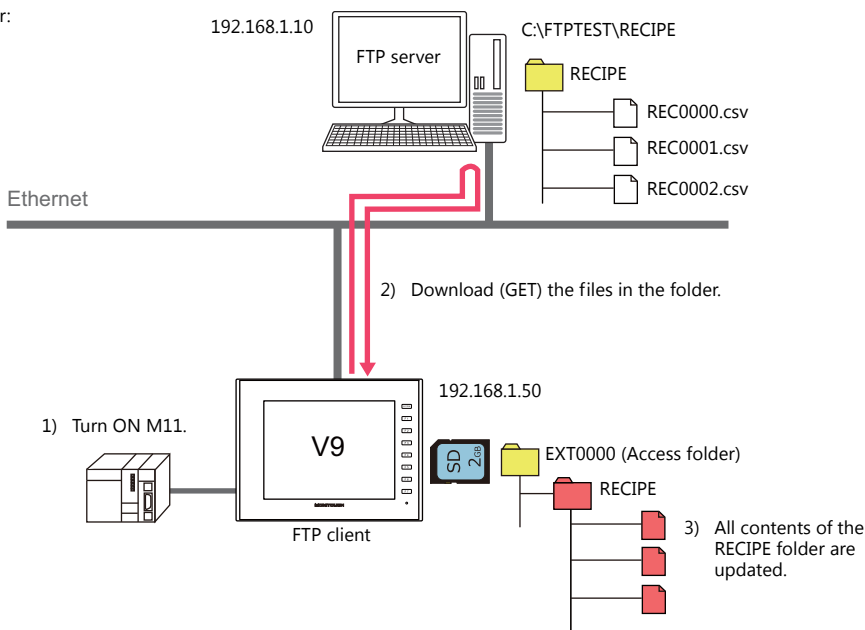 r:
192.168.1.10
C:\FTPTEST\RECIPE
FTP server
RECIPE
REC0000.csv
REC0001.csv
REC0002.csv
Ethernet
2) Download (GET) the files in the folder.
192.168.1.50
1) Turn ON M11.
V9
SD
2GB
EXT0000 (Access folder)
RECIPE
FTP client
3) All contents of the
RECIPE folder are
updated.